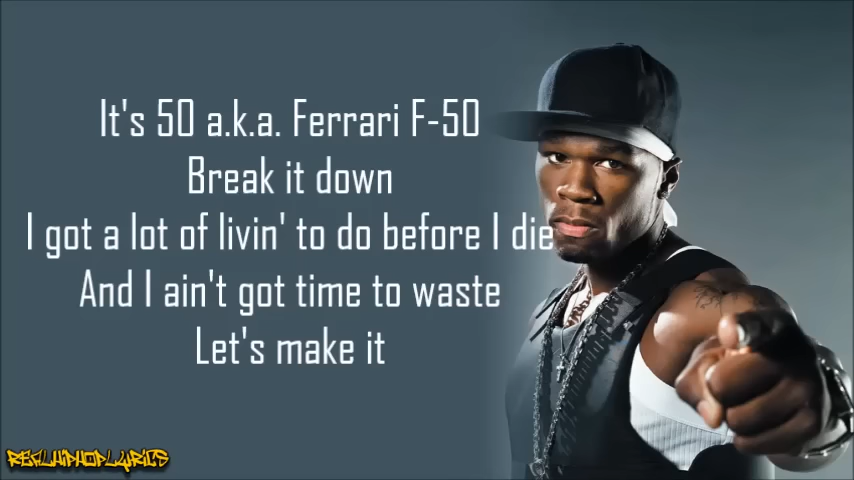 It's 50 a.k.a. Ferrari F-50
Break it down
I got a lot of livin' to do before I die
And I ain't got time to waste
Let's make it
REALHIPHOPLYRICS